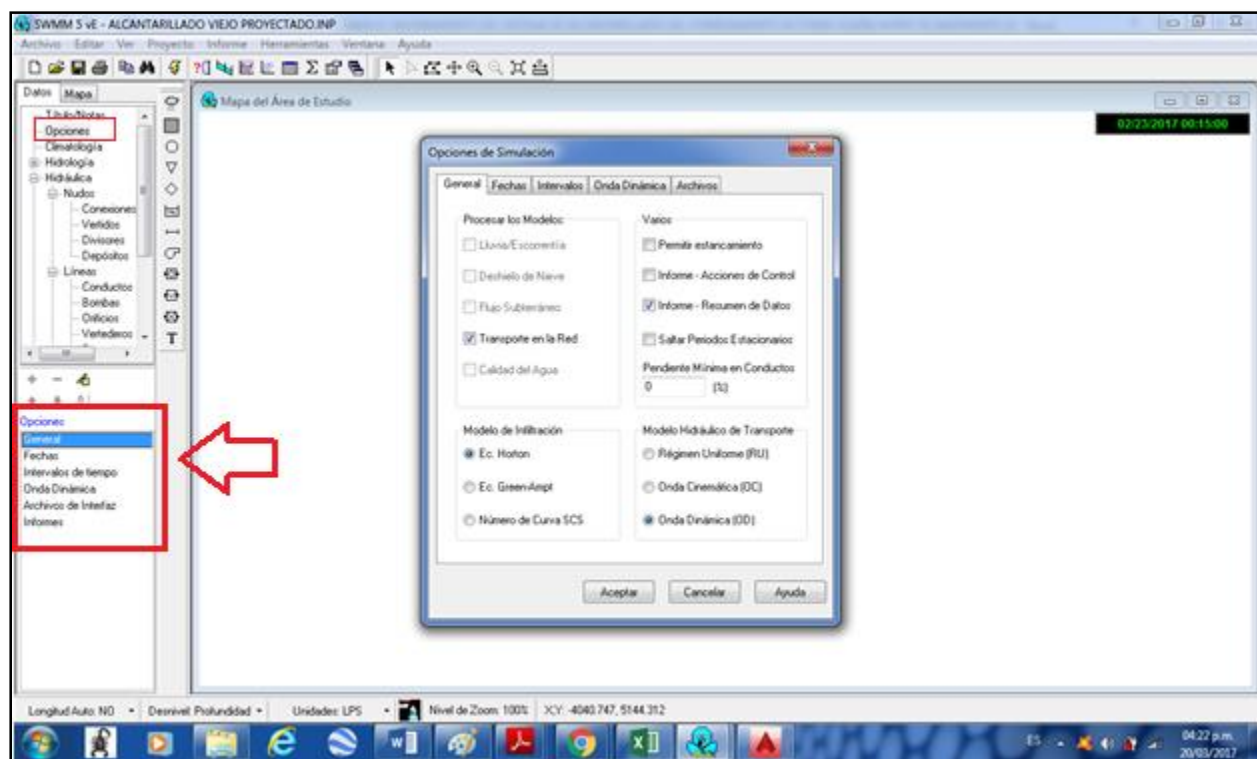 SWMM 5 vE - ALCANTARILLADO VIEJO PROYECTADO.INP
Archivo Editar Ver Proyecto Informe Herramientas Ventana Ayuda
Datos Mapa
Mapa del Área de Estudio
02/23/2017 00:15:00
Título/Notas
Opciones
Climatología
Hidrología
Hidráulica
Nudos
Conexiones
Vertidos
Divisores
Depósitos
Líneas
Conductos
Bombas
Orificios
Vertederos
T
Opciones
General
Fechas
Intervalos de tiempo
Onda Dinámica
Archivos de Interfaz
Informes
Opciones de Simulación
General Fechas Intervalos Onda Dinámica Archivos
Procesar los Modelos
Lluvia/Escorrentía
Deshielo de Nieve
Flujo Subterráneo
Transporte en la Red
Calidad del Agua
Varios
Permitir estancamiento
Informe - Acciones de Control
Informe - Resumen de Datos
Saltar Periodos Estacionarios
Pendiente Mínima en Conductos
0 (%)
Modelo de Infiltración
Ec. Horton
Ec. Green-Ampt
Número de Curva SCS
Modelo Hidráulico de Transporte
Régimen Uniforme (RU)
Onda Cinemática (OC)
Onda Dinámica (OD)
Aceptar Cancelar Ayuda
Longitud Auto: NO Desnivel: Profundidad Unidades: LPS Nivel de Zoom: 100% X,Y: -4040.747, 5144.312
ES 04:22 p.m.
20/03/2017